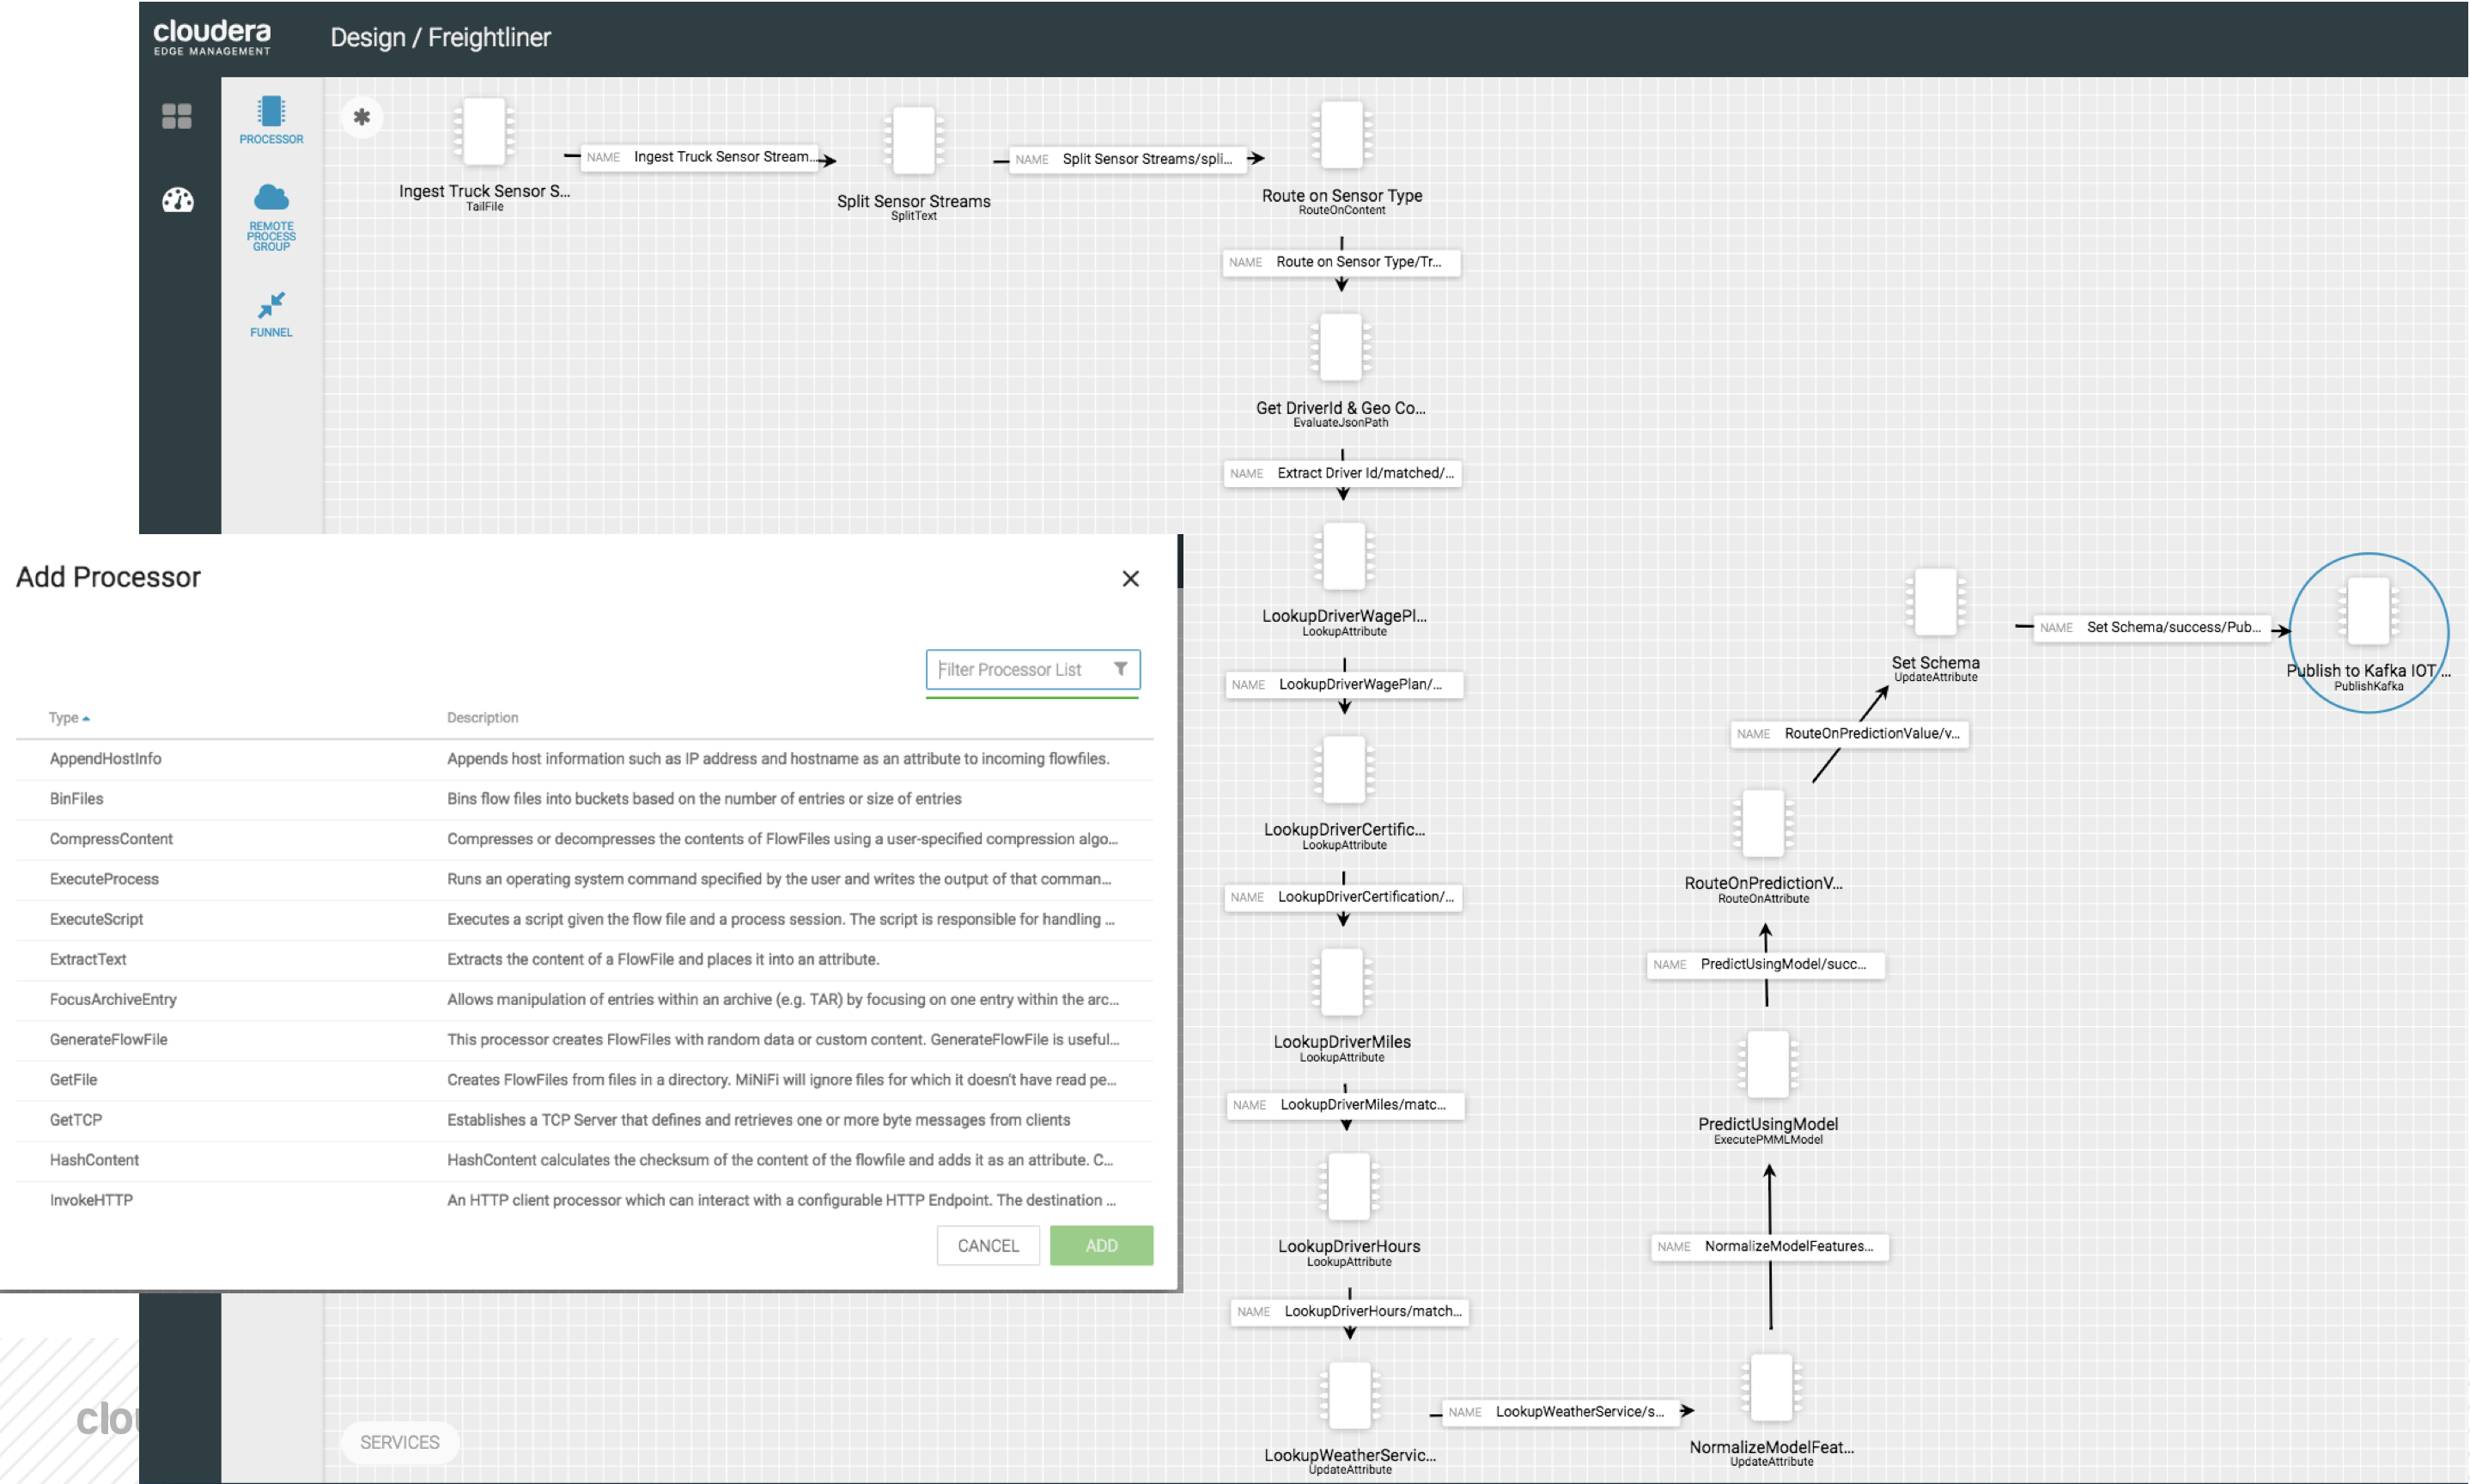 cloudera
EDGE MANAGEMENT
Design / Freightliner
PROCESSOR
REMOTE
PROCESS
GROUP
FUNNEL
Ingest Truck Sensor S...
TailFile
NAME Ingest Truck Sensor Stream...
Split Sensor Streams
SplitText
NAME Split Sensor Streams/spli...
Route on Sensor Type
RouteOnContent
NAME Route on Sensor Type/Tr...
Get DriverId & Geo Co...
EvaluateJsonPath
NAME Extract Driver Id/matched/...
LookupDriverWagePl...
LookupAttribute
NAME LookupDriverWagePlan/...
LookupDriverCertific...
LookupAttribute
NAME LookupDriverCertification/...
LookupDriverMiles
LookupAttribute
NAME LookupDriverMiles/matc...
LookupDriverHours
LookupAttribute
NAME LookupDriverHours/match...
LookupWeatherServic...
UpdateAttribute
NAME LookupWeatherService/s...
NormalizeModelFeat...
UpdateAttribute
NAME NormalizeModelFeatures...
PredictUsingModel
ExecutePMMLModel
NAME PredictUsingModel/succ...
RouteOnPredictionV...
RouteOnAttribute
NAME RouteOnPredictionValue/v...
Set Schema
UpdateAttribute
NAME Set Schema/success/Pub...
Publish to Kafka IOT ...
PublishKafka
Add Processor
Filter Processor List
Type Description
AppendHostInfo Appends host information such as IP address and hostname as an attribute to incoming flowfiles.
BinFiles Bins flow files into buckets based on the number of entries or size of entries
CompressContent Compresses or decompresses the contents of FlowFiles using a user-specified compression algo...
ExecuteProcess Runs an operating system command specified by the user and writes the output of that comman...
ExecuteScript Executes a script given the flow file and a process session. The script is responsible for handling ...
ExtractText Extracts the content of a FlowFile and places it into an attribute.
FocusArchiveEntry Allows manipulation of entries within an archive (e.g. TAR) by focusing on one entry within the arc...
GenerateFlowFile This processor creates FlowFiles with random data or custom content. GenerateFlowFile is useful...
GetFile Creates FlowFiles from files in a directory. MiNiFi will ignore files for which it doesn't have read pe...
GetTCP Establishes a TCP Server that defines and retrieves one or more byte messages from clients
HashContent HashContent calculates the checksum of the content of the flowfile and adds it as an attribute. C...
InvokeHTTP An HTTP client processor which can interact with a configurable HTTP Endpoint. The destination ...
CANCEL ADD
clou
SERVICES